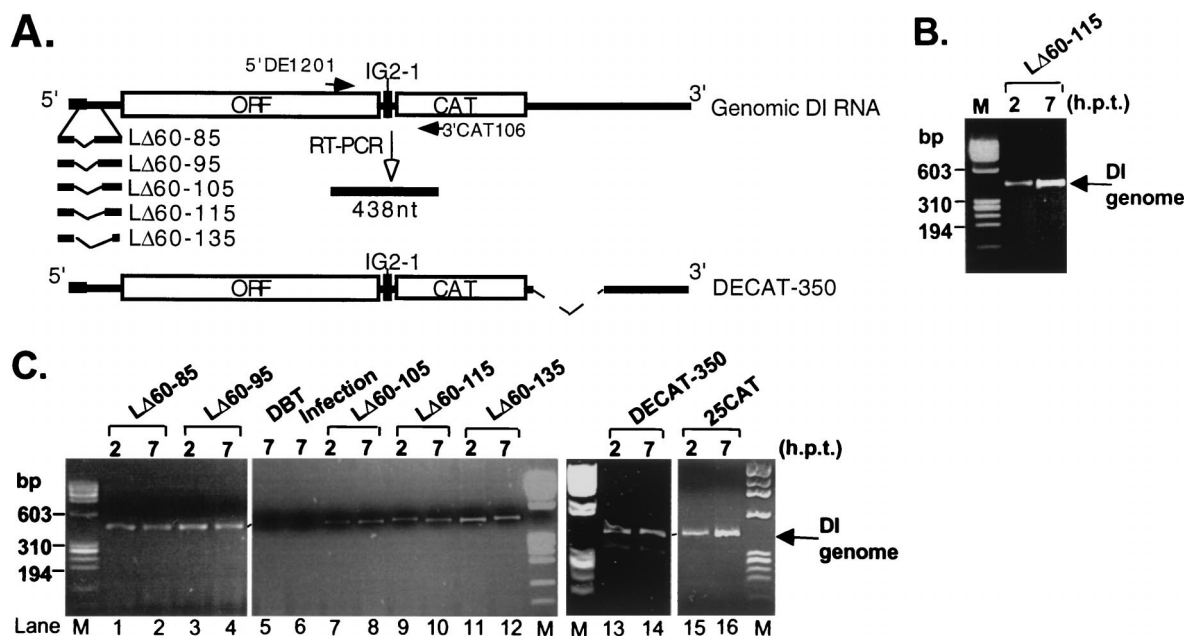 A.
5'DE1201
IG2-1
5'
3'
OFF
CAT
Genomic DI RNA
3'CAT106
LΔ60-85
RT-PCR
LΔ60-95
LΔ60-105
438nt
LΔ60-115
LΔ60-135
IG2-1
5'
3'
OFF
CAT
DECAT-350
B.
LΔ60-115
M 2 7 (h.p.t.)
bp
603
310
194
DI
genome
C.
LΔ60-85
LΔ60-95
DBT
Infection
LΔ60-105
LΔ60-115
LΔ60-135
DECAT-350
25CAT
2 7 2 7 7 7 2 7 2 7 2 7 2 7 2 7 (h.p.t.)
bp
603
310
194
DI
genome
Lane M 1 2 3 4 5 6 7 8 9 10 11 12 M M 13 14 15 16 M